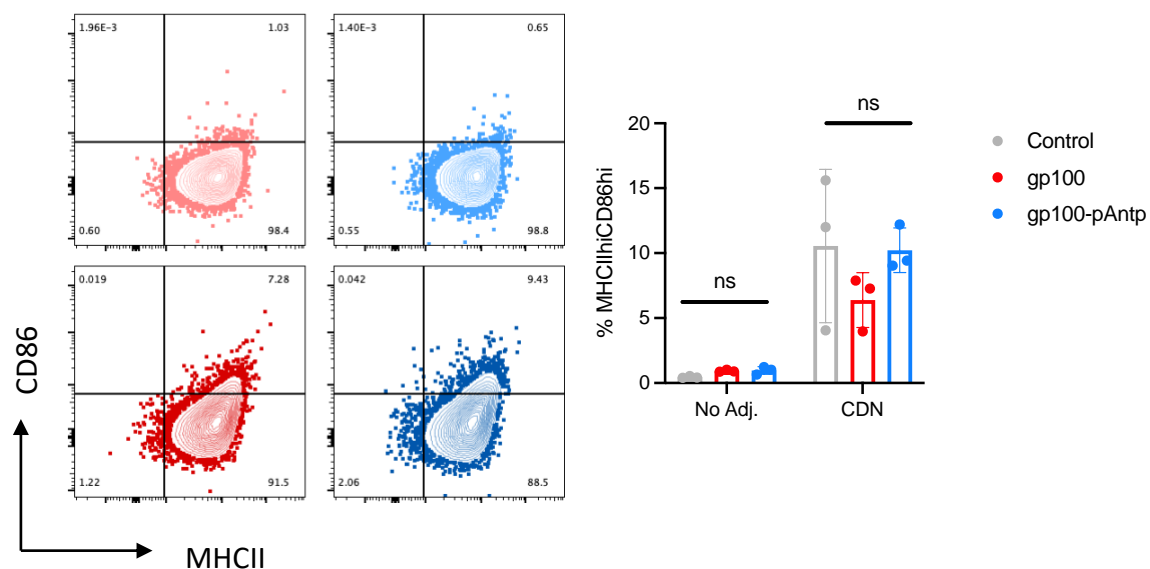 1.96E-3 1.03
0.60 98.4
1.40E-3 0.65
0.55 98.8
0.019 7.28
1.22 91.5
0.042 9.43
2.06 88.5
CD86
MHCII
% MHCIIhiCD86hi
20
15
10
5
0
ns
ns
No Adj. CDN
Control
gp100
gp100-pAntp